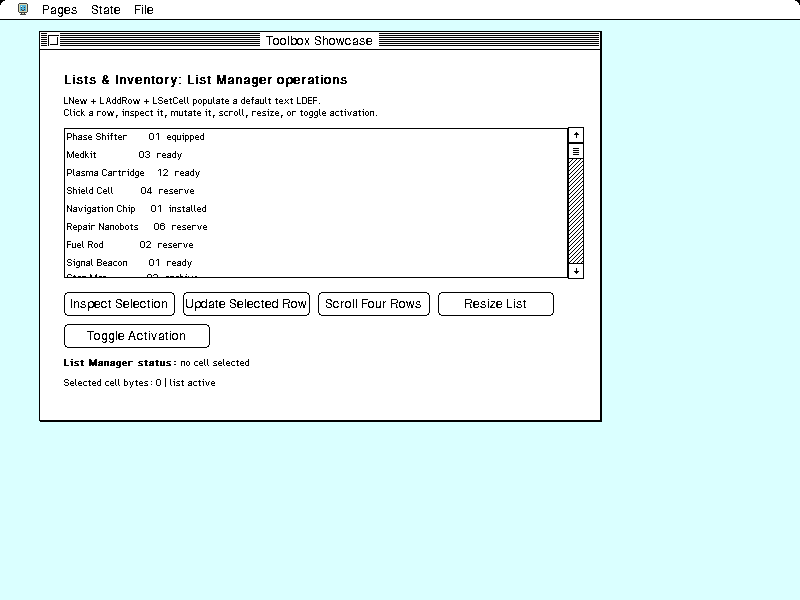 Pages State File
Toolbox Showcase
Lists & Inventory: List Manager operations
LNew + LAddRow + LSetCell populate a default text LDEF.
Click a row, inspect it, mutate it, scroll, resize, or toggle activation.
Phase Shifter 01 equipped
Medkit 03 ready
Plasma Cartridge 12 ready
Shield Cell 04 reserve
Navigation Chip 01 installed
Repair Nanobots 06 reserve
Fuel Rod 02 reserve
Signal Beacon 01 ready
Inspect Selection Update Selected Row Scroll Four Rows Resize List
Toggle Activation
List Manager status: no cell selected
Selected cell bytes: 0 | list active